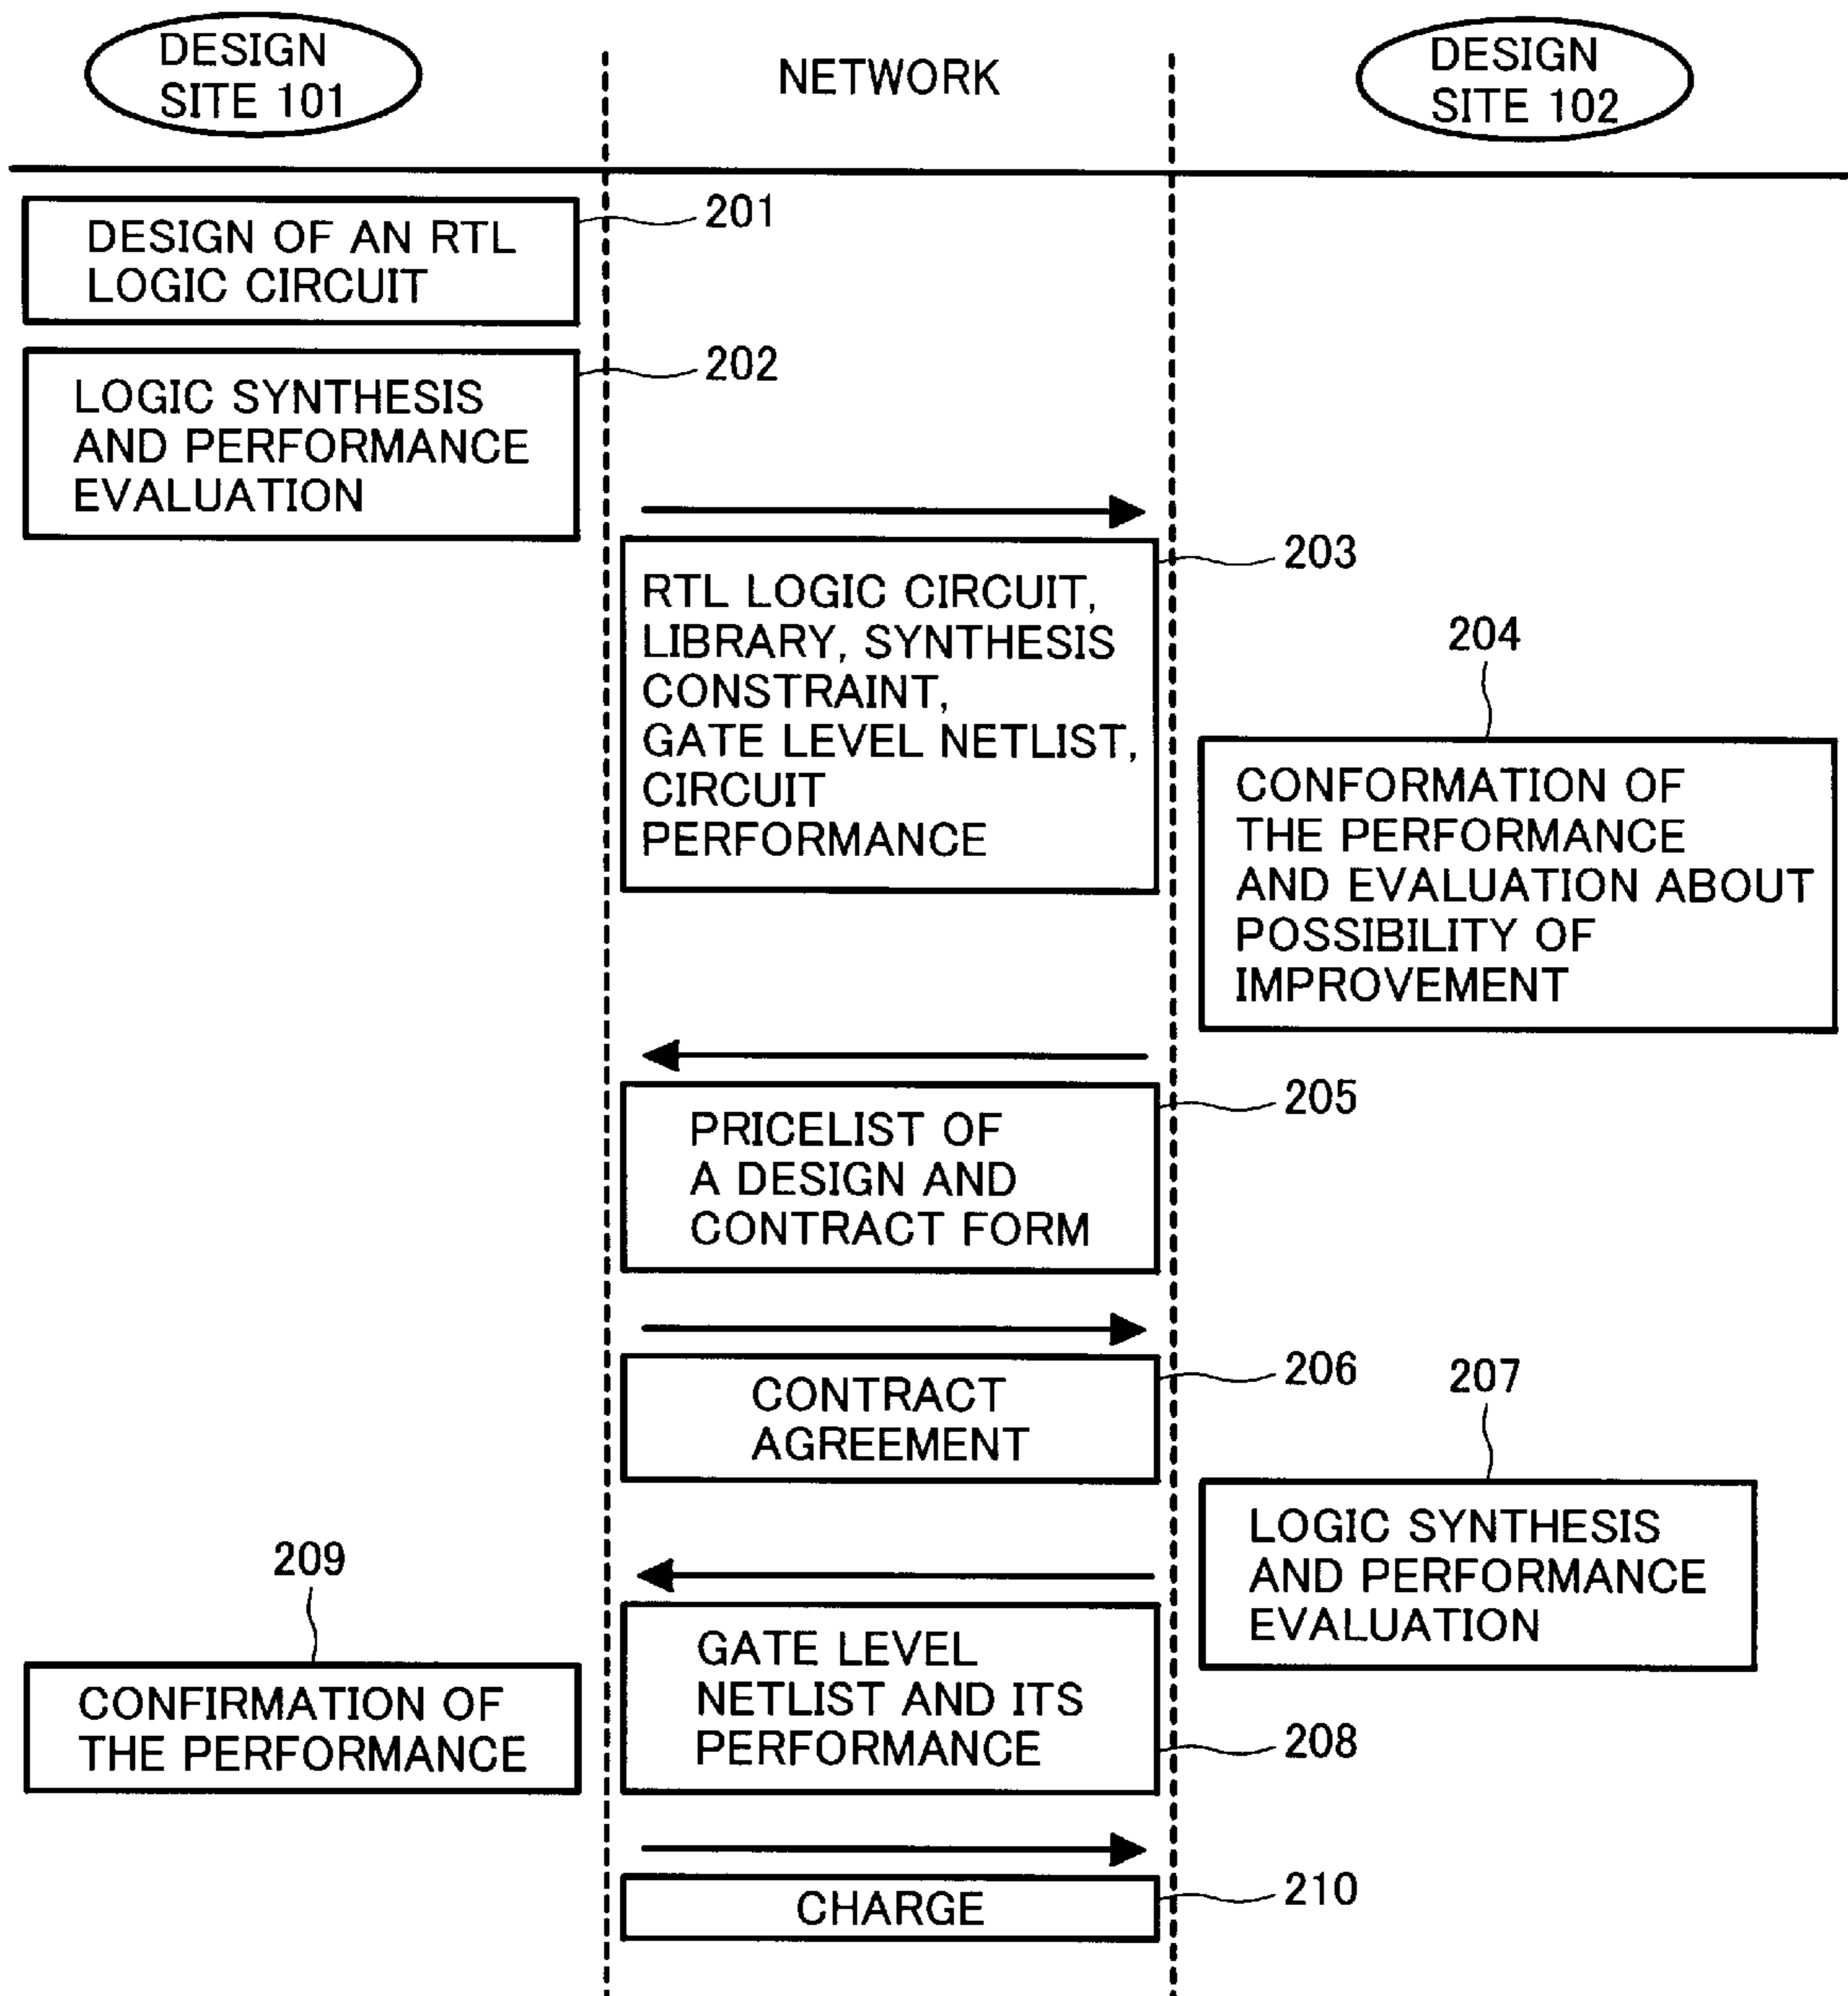 DESIGN
SITE 101
NETWORK
DESIGN
SITE 102
201
DESIGN OF AN RTL
LOGIC CIRCUIT
202
LOGIC SYNTHESIS
AND PERFORMANCE
EVALUATION
203
RTL LOGIC CIRCUIT,
LIBRARY, SYNTHESIS
CONSTRAINT,
GATE LEVEL NETLIST,
CIRCUIT
PERFORMANCE
204
CONFORMATION OF
THE PERFORMANCE
AND EVALUATION ABOUT
POSSIBILITY OF
IMPROVEMENT
205
PRICELIST OF
A DESIGN AND
CONTRACT FORM
206
CONTRACT
AGREEMENT
207
LOGIC SYNTHESIS
AND PERFORMANCE
EVALUATION
208
GATE LEVEL
NETLIST AND ITS
PERFORMANCE
209
CONFIRMATION OF
THE PERFORMANCE
210
CHARGE